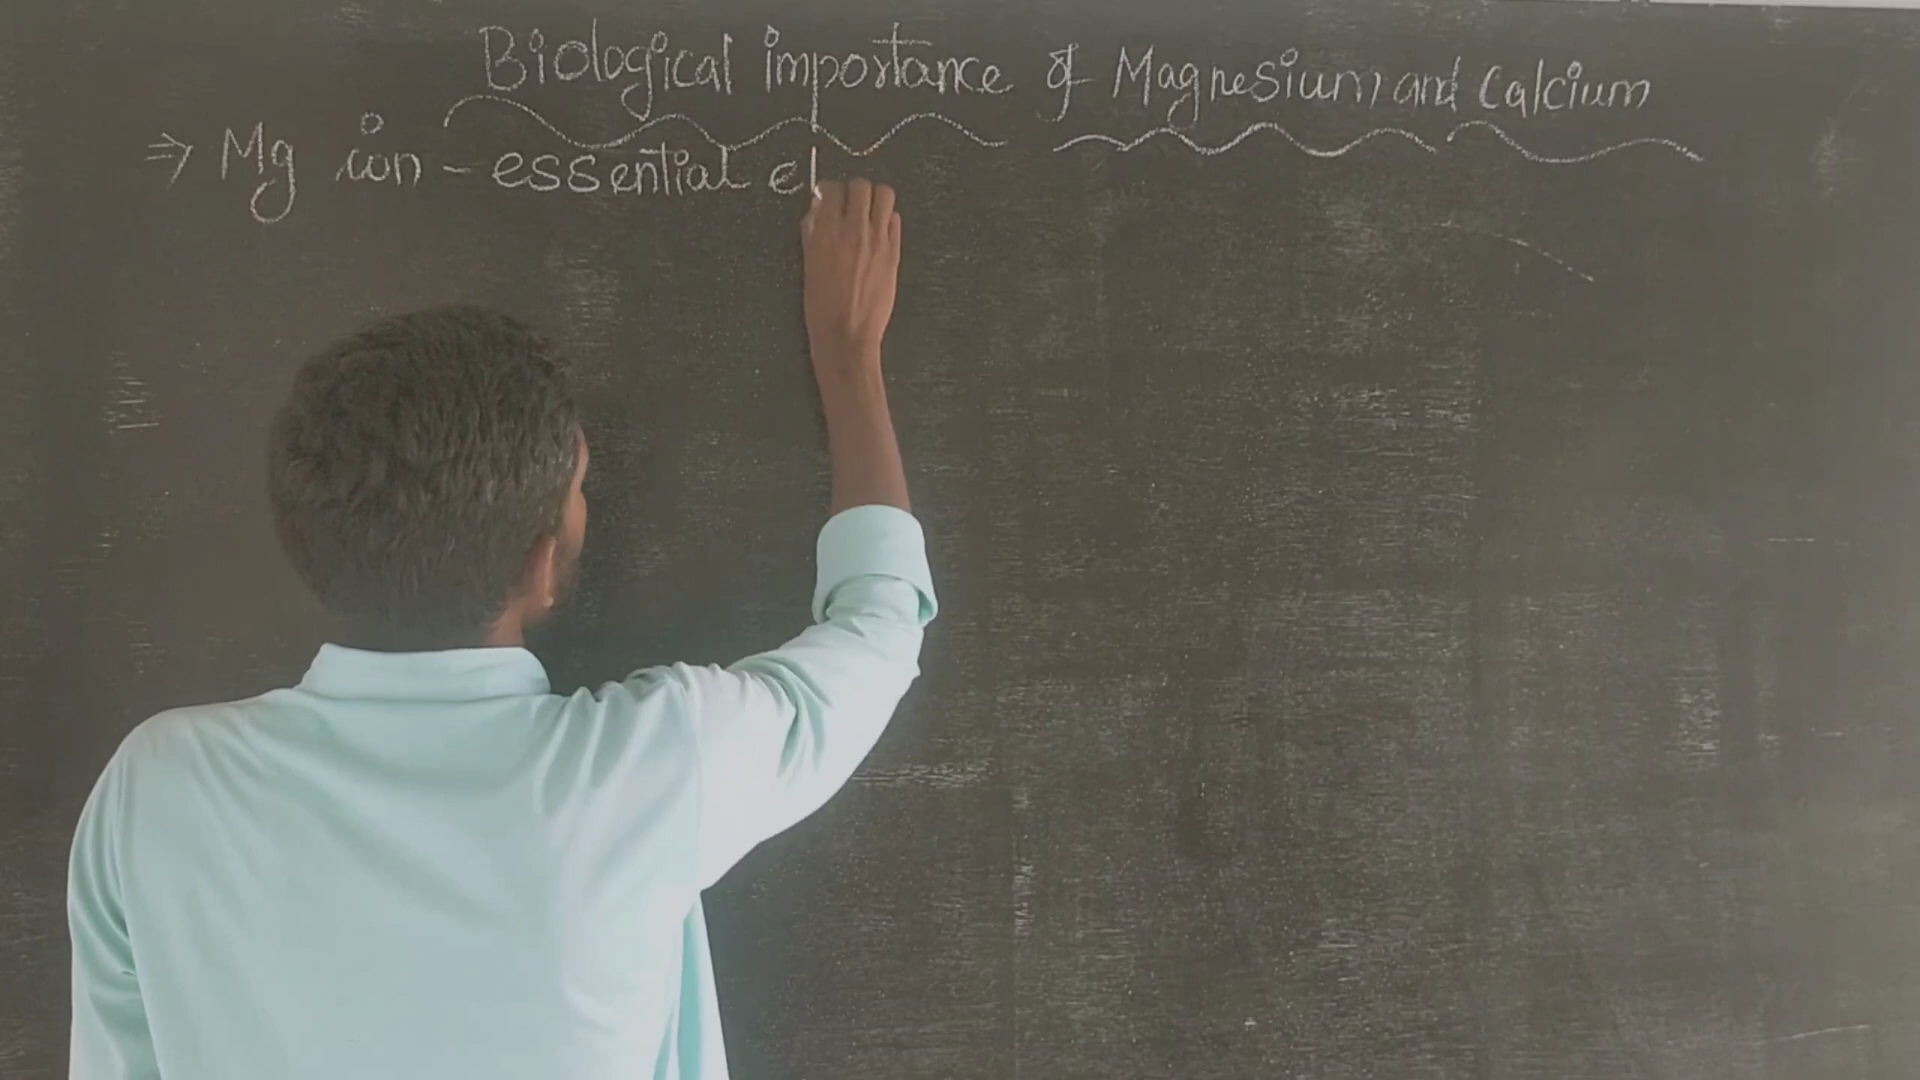 Biological importance of Magnesium and Calcium
⇒ Mg ion - essential el